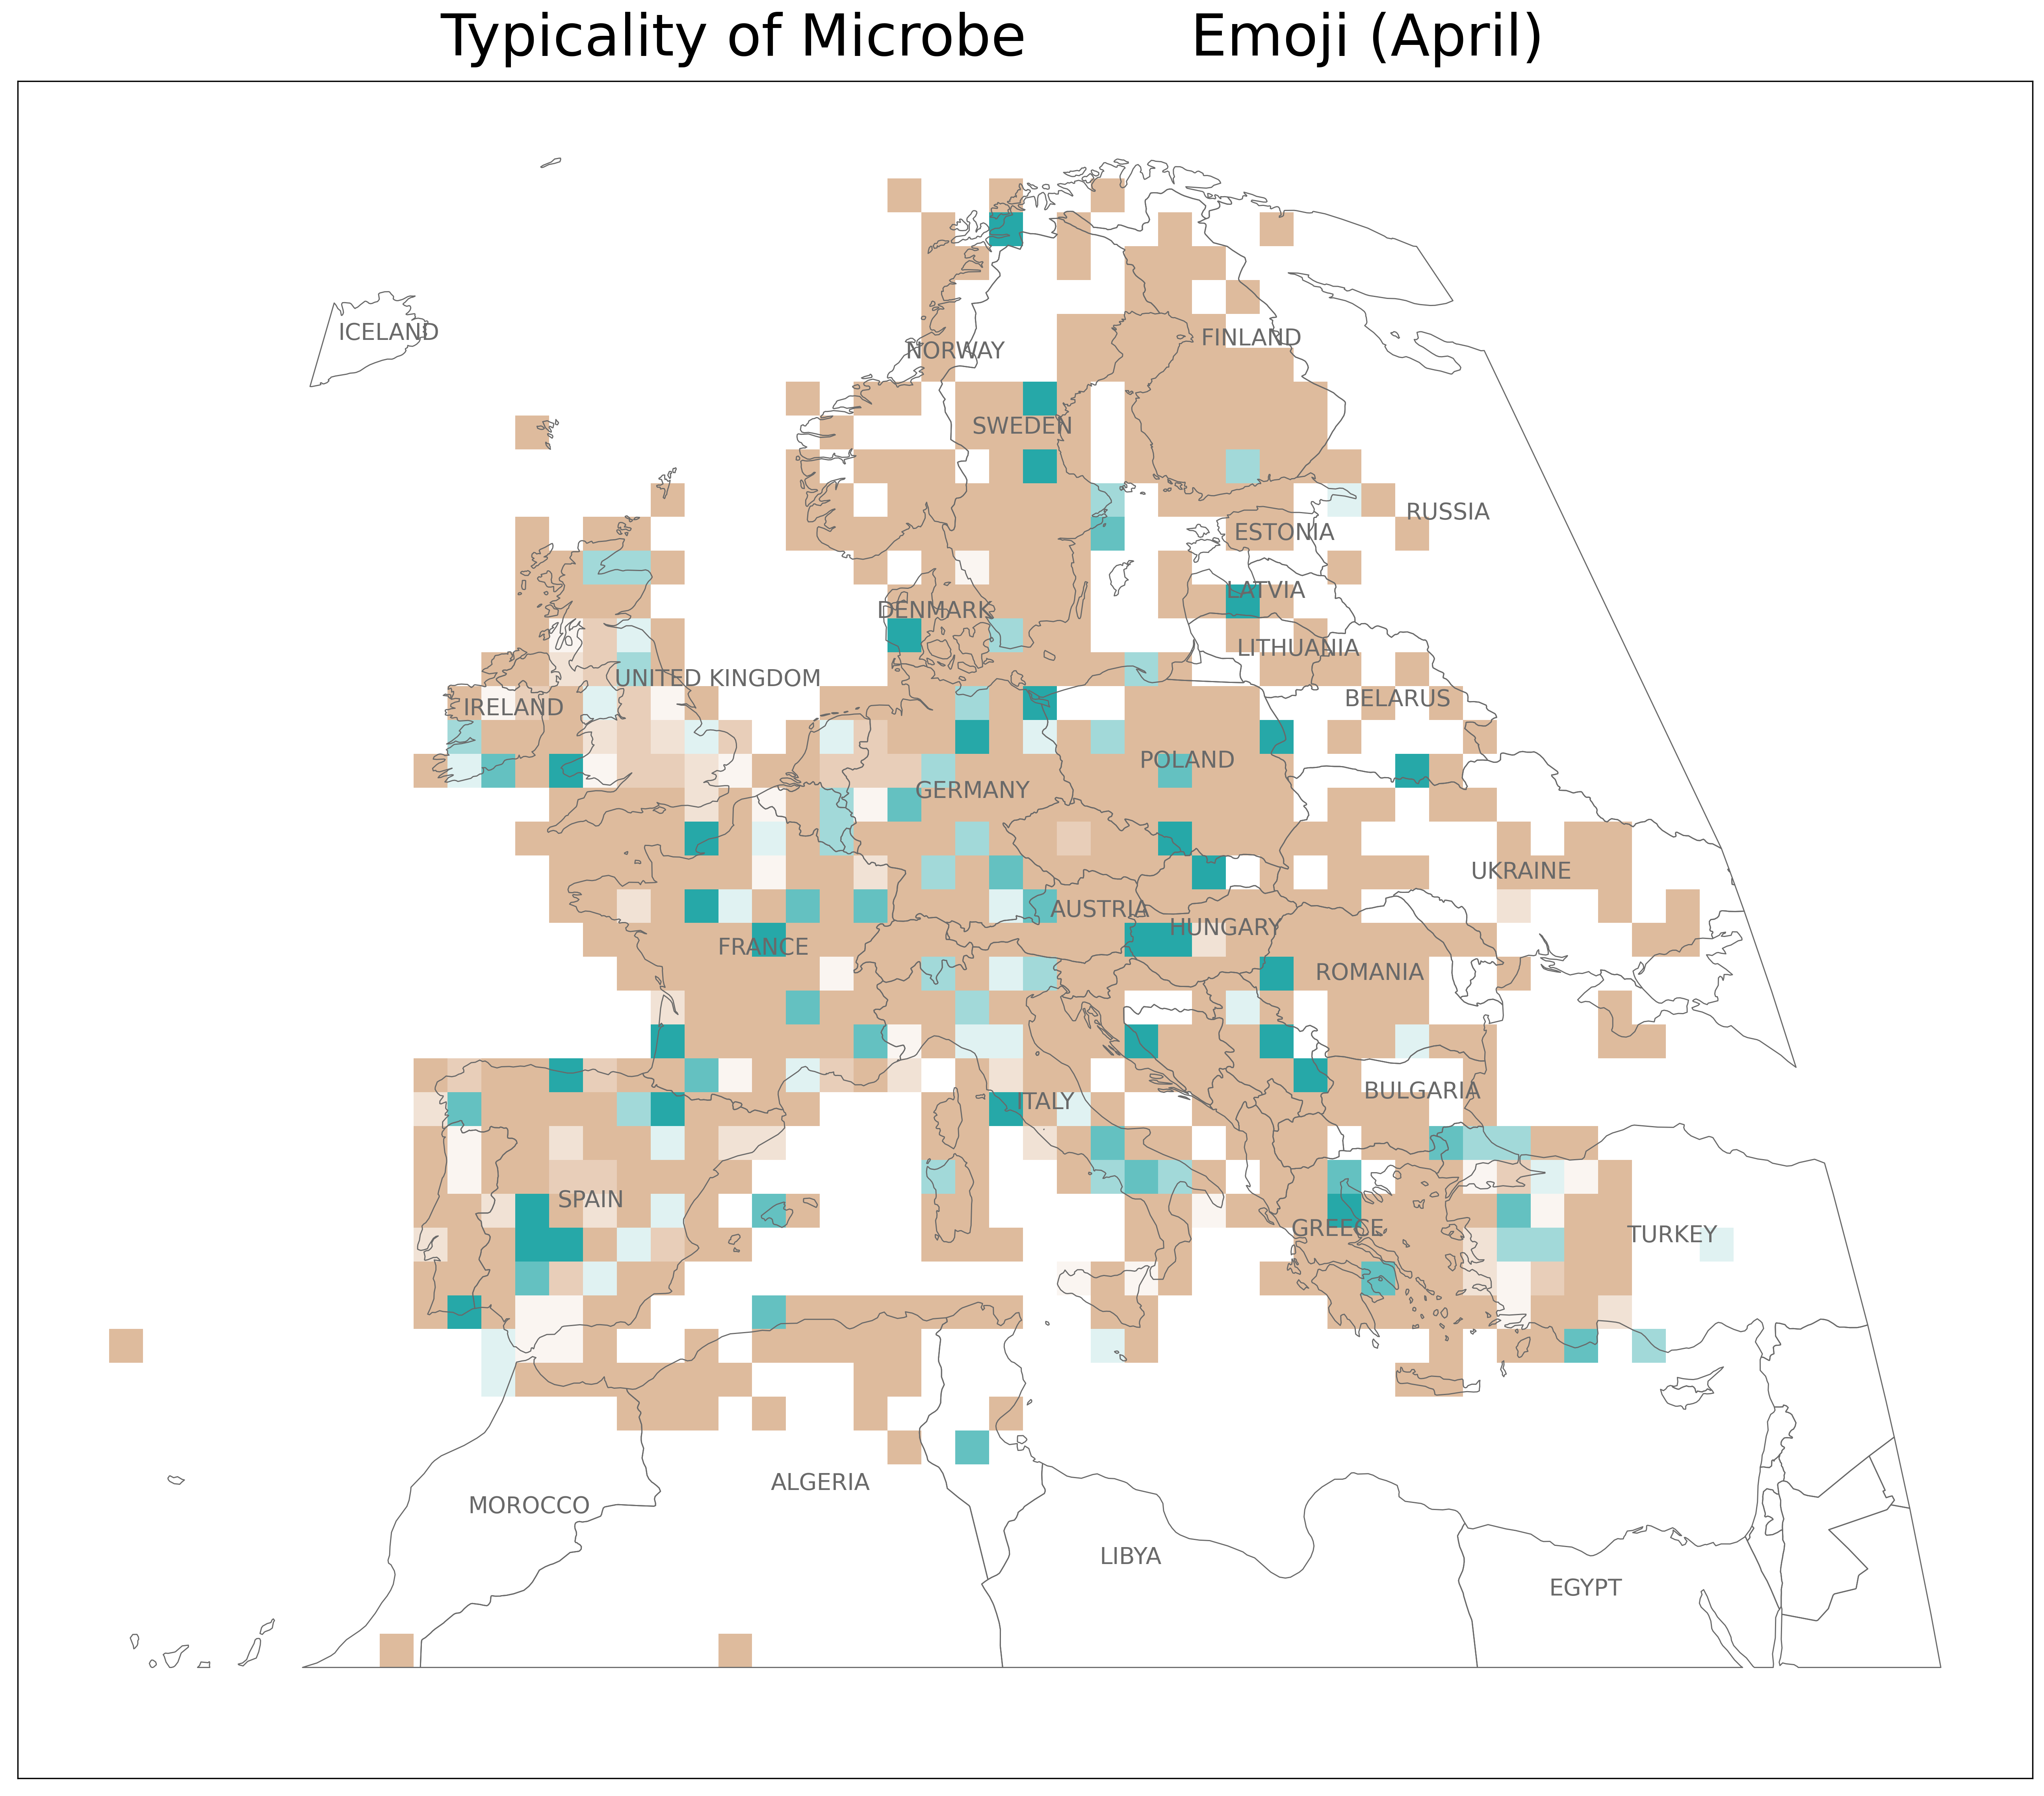 Typicality of Microbe Emoji (April)
ICELAND
FINLAND
NORWAY
SWEDEN
RUSSIA
ESTONIA
LATVIA
DENMARK
LITHUANIA
UNITED KINGDOM
BELARUS
IRELAND
POLAND
GERMANY
UKRAINE
AUSTRIA
HUNGARY
FRANCE
ROMANIA
BULGARIA
ITALY
SPAIN
GREECE
TURKEY
ALGERIA
MOROCCO
LIBYA
EGYPT